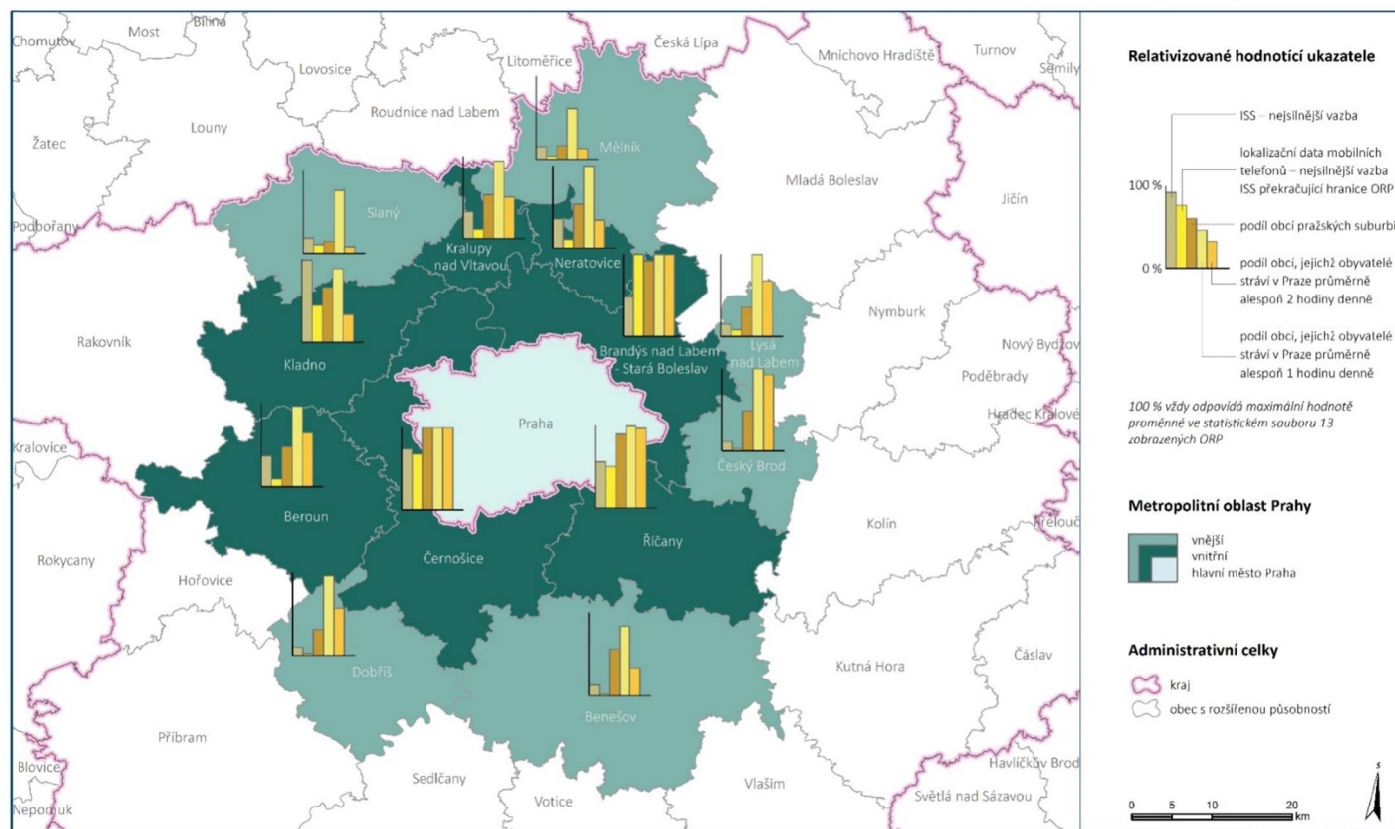 Bílina
Most
Chomutov
Česká Lípa
Turnov
Mnichovo Hradiště
Litoměřice
Lovosice
Semily
Roudnice nad Labem
Louny
Žatec
Mělník
Mladá Boleslav
Jičín
Slaný
Podbořany
Kralupy
nad Vltavou
Neratovice
Nymburk
Rakovník
Kladno
Brandýs nad Labem
- Stará Boleslav
Lysá
nad Labem
Nový Bydžov
Poděbrady
Hradec Králové
Praha
Kralovice
Český Brod
Beroun
Kolín
Přelouč
Černošice
Říčany
Rokycany
Hořovice
Dobříš
Kutná Hora
Čáslav
Benešov
Příbram
Blovice
Sedlčany
Vlašim
Havlíčkův Brod
Votice
Světlá nad Sázavou
Nepomuk
Relativizované hodnotící ukazatele
ISS – nejsilnější vazba
lokalizační data mobilních
telefonů – nejsilnější vazba
ISS překračující hranice ORP
100 %
podíl obcí pražských suburbi
0 %
podíl obcí, jejichž obyvatelé
stráví v Praze průměrně
alespoň 2 hodiny denně
podíl obcí, jejichž obyvatelé
stráví v Praze průměrně
alespoň 1 hodinu denně
100 % vždy odpovídá maximální hodnotě
proměnné ve statistickém souboru 13
zobrazených ORP
Metropolitní oblast Prahy
vnější
vnitřní
hlavní město Praha
Administrativní celky
kraj
obec s rozšířenou působností
S
0 5 10 20
km